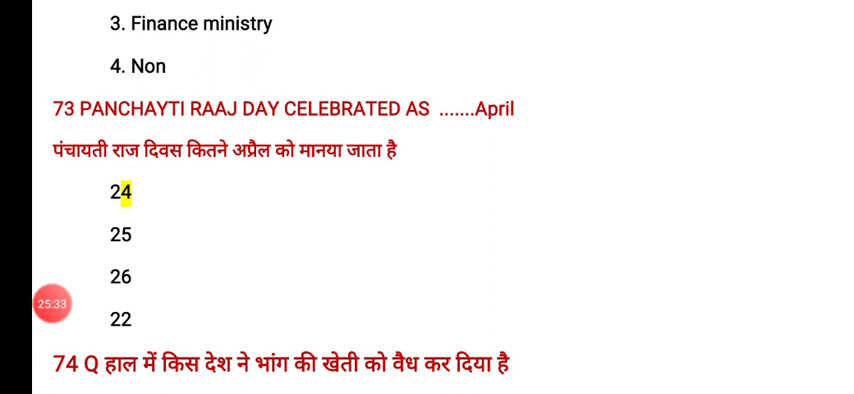 3. Finance ministry
4. Non
73 PANCHAYTI RAAJ DAY CELEBRATED AS .......April
पंचायती राज दिवस कितने अप्रैल को मानया जाता है
24
25
26
25:33
22
74 Q हाल में किस देश ने भांग की खेती को वैध कर दिया है